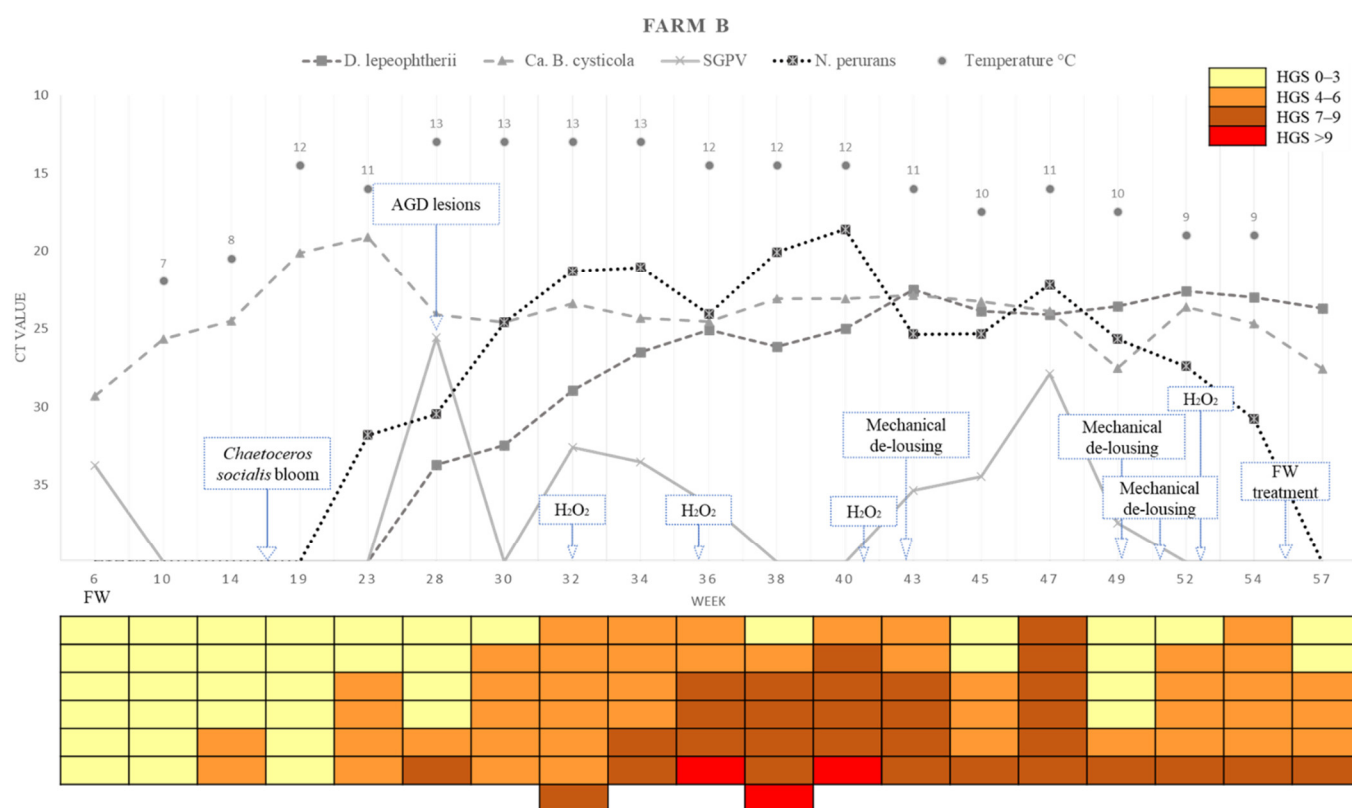 FARM B
D. lepeophtherii Ca. B. cysticola SGPV N. perurans Temperature °C
HGS 0–3
HGS 4–6
HGS 7–9
HGS >9
10
15
20
25
30
35
CT VALUE
7
8
12
11
13
13
13
13
12
12
12
11
10
11
10
9
9
AGD lesions
Chaetoceros
socialis bloom
H₂O₂
H₂O₂
H₂O₂
Mechanical
de-lousing
Mechanical
de-lousing
Mechanical
de-lousing
H₂O₂
FW
treatment
6 10 14 19 23 28 30 32 34 36 38 40 43 45 47 49 52 54 57
FW
WEEK